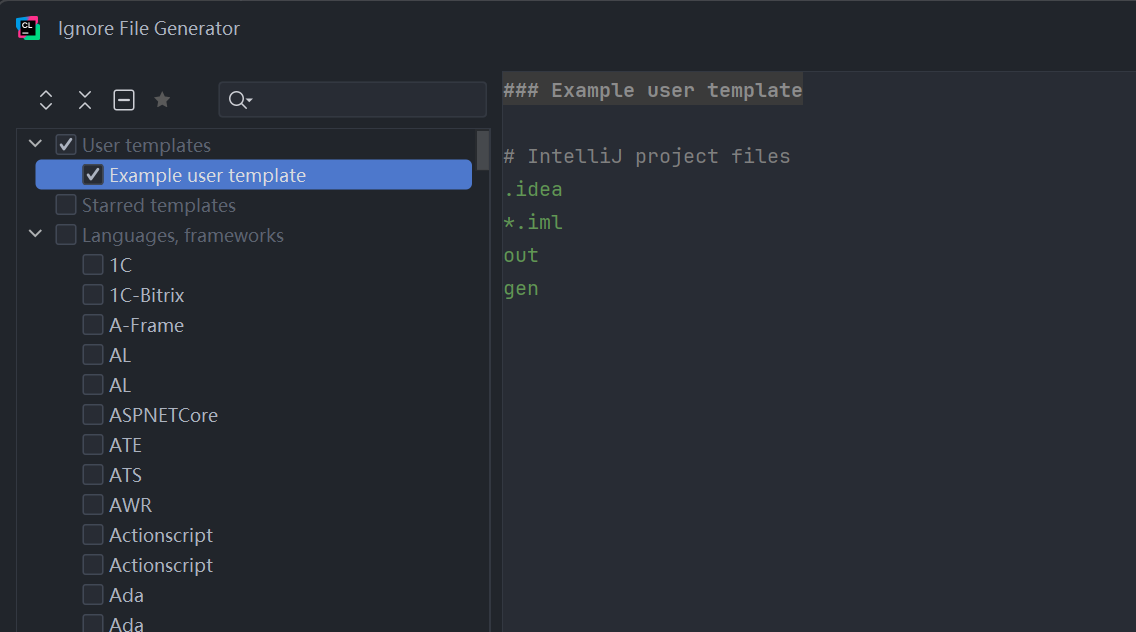 CL
Ignore File Generator
### Example user template
User templates
Example user template
Starred templates
Languages, frameworks
1C
1C-Bitrix
A-Frame
AL
AL
ASPNETCore
ATE
ATS
AWR
Actionscript
Actionscript
Ada
Ada
# IntelliJ project files
.idea
*.iml
out
gen